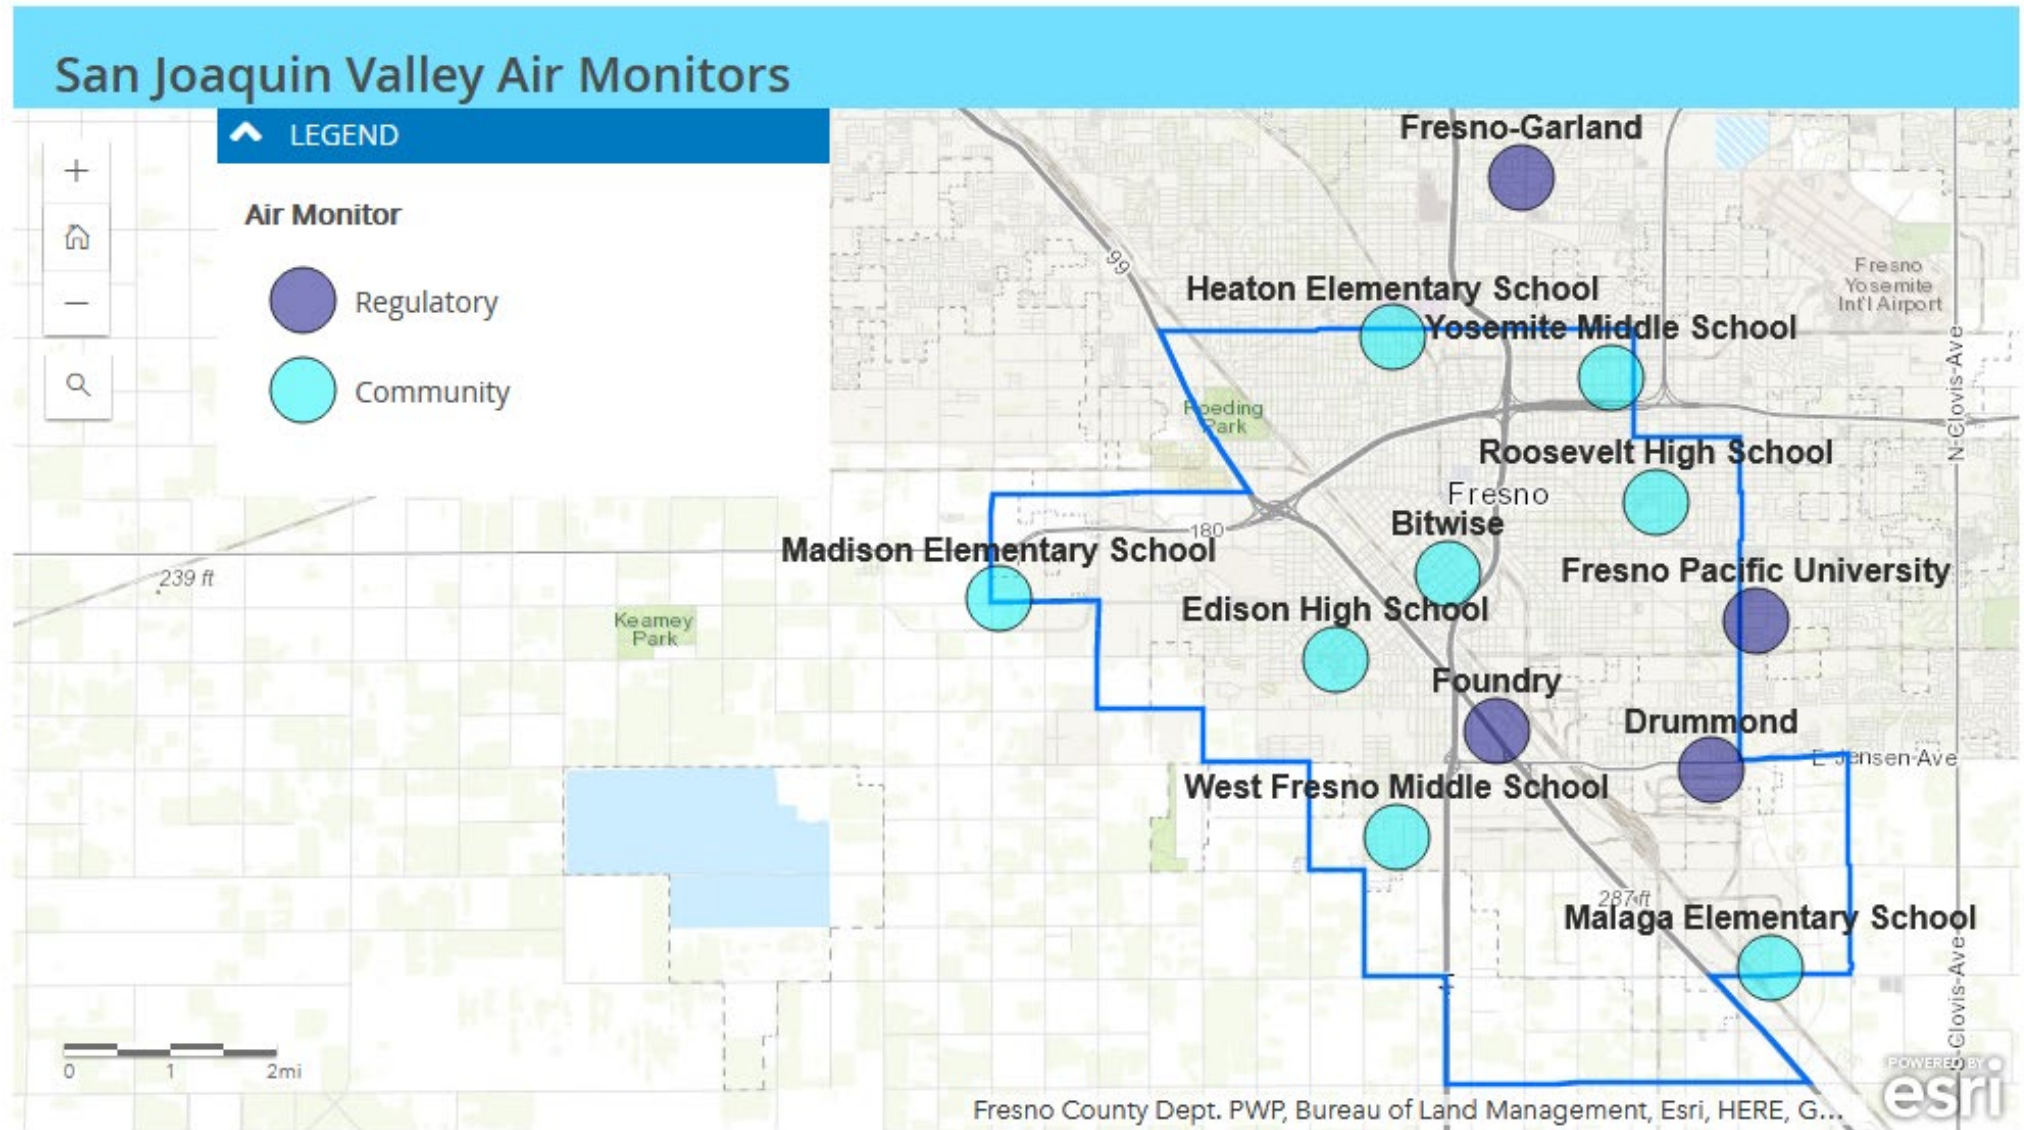 San Joaquin Valley Air Monitors
LEGEND
Air Monitor
Regulatory
Community
+
−
Fresno-Garland
99
Fresno
Yosemite
Int'l Airport
Heaton Elementary School
Yosemite Middle School
N-Clovis-Ave
Roeding
Park
Roosevelt High School
Fresno
Bitwise
180
Madison Elementary School
239 ft
Fresno Pacific University
Kearney
Park
Edison High School
Foundry
Drummond
E Jensen-Ave
West Fresno Middle School
287 ft
Malaga Elementary School
S-Clovis-Ave
0 1 2mi
POWERED BY
esri
Fresno County Dept. PWP, Bureau of Land Management, Esri, HERE, G...